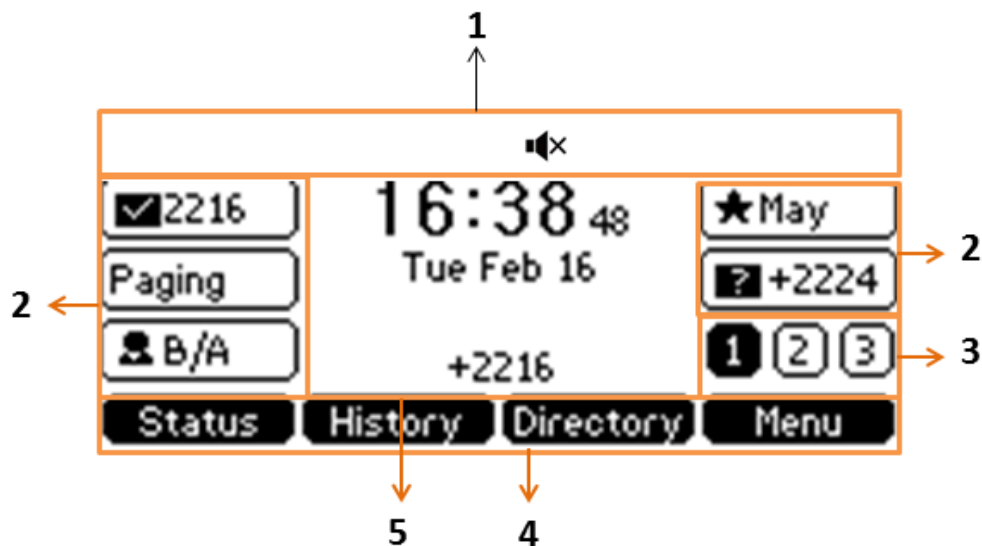 1
2216
16:38 48
May
Tue Feb 16
Paging
? +2224
2
2
B/A
+2216
1 2 3
3
Status History Directory Menu
5 4